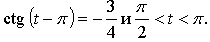 ctg (t − π) = −3/4 и π/2 < t < π.